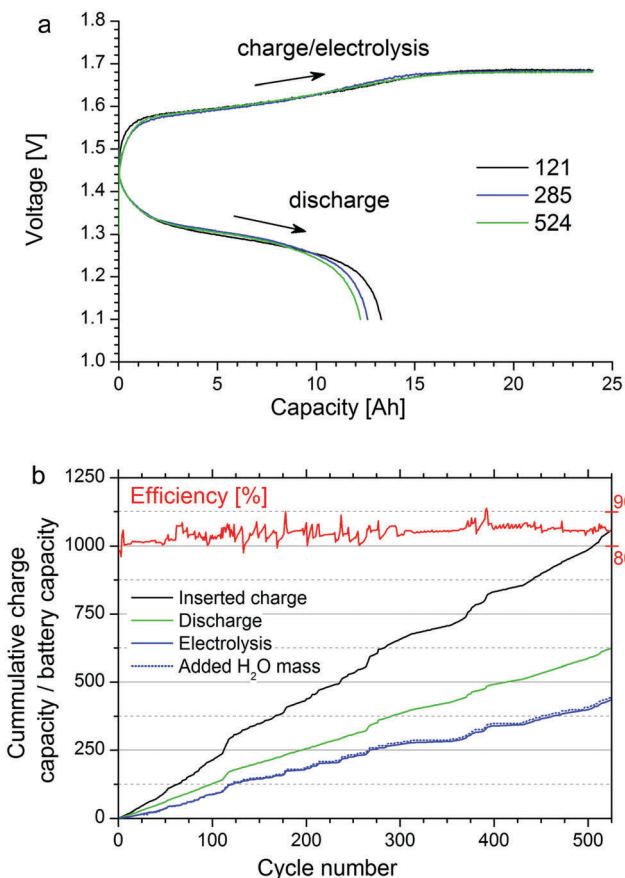 a
charge/electrolysis
discharge
121
285
524
Voltage [V]
1.8
1.7
1.6
1.5
1.4
1.3
1.2
1.1
1.0
0 5 10 15 20 25
Capacity [Ah]
b
Efficiency [%]
Inserted charge
Discharge
Electrolysis
Added H₂O mass
Cummulative charge
capacity / battery capacity
1250
1000
750
500
250
0
0 100 200 300 400 500
Cycle number